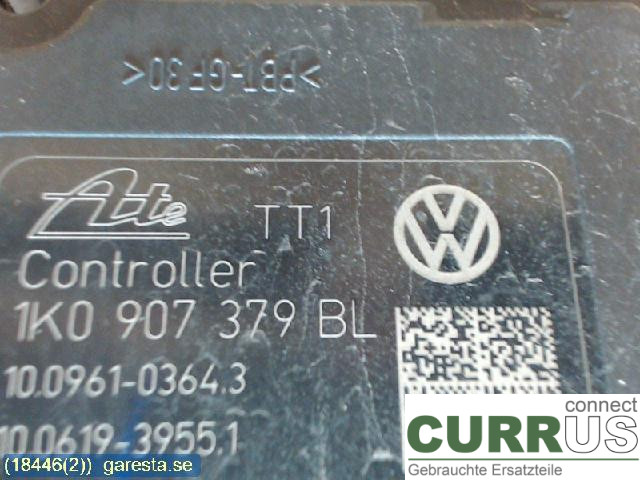 >PBT-GF30<
Ate TT1
Controller
1K0 907 379 BL
10.0961-0364.3
10.0619-3955.1
connect
CURRUS
Gebrauchte Ersatzteile
(18446(2)) garesta.se